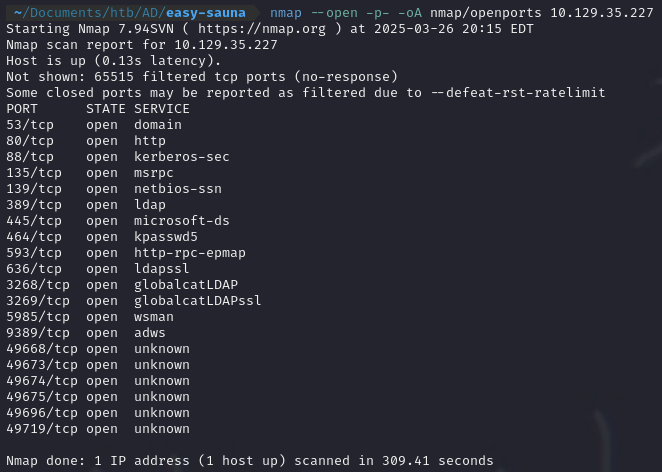 ~/Documents/htb/AD/easy-sauna nmap --open -p- -oA nmap/openports 10.129.35.227
Starting Nmap 7.94SVN ( https://nmap.org ) at 2025-03-26 20:15 EDT
Nmap scan report for 10.129.35.227
Host is up (0.13s latency).
Not shown: 65515 filtered tcp ports (no-response)
Some closed ports may be reported as filtered due to --defeat-rst-ratelimit
PORT      STATE SERVICE
53/tcp    open  domain
80/tcp    open  http
88/tcp    open  kerberos-sec
135/tcp   open  msrpc
139/tcp   open  netbios-ssn
389/tcp   open  ldap
445/tcp   open  microsoft-ds
464/tcp   open  kpasswd5
593/tcp   open  http-rpc-epmap
636/tcp   open  ldapssl
3268/tcp  open  globalcatLDAP
3269/tcp  open  globalcatLDAPssl
5985/tcp  open  wsman
9389/tcp  open  adws
49668/tcp open  unknown
49673/tcp open  unknown
49674/tcp open  unknown
49675/tcp open  unknown
49696/tcp open  unknown
49719/tcp open  unknown
Nmap done: 1 IP address (1 host up) scanned in 309.41 seconds